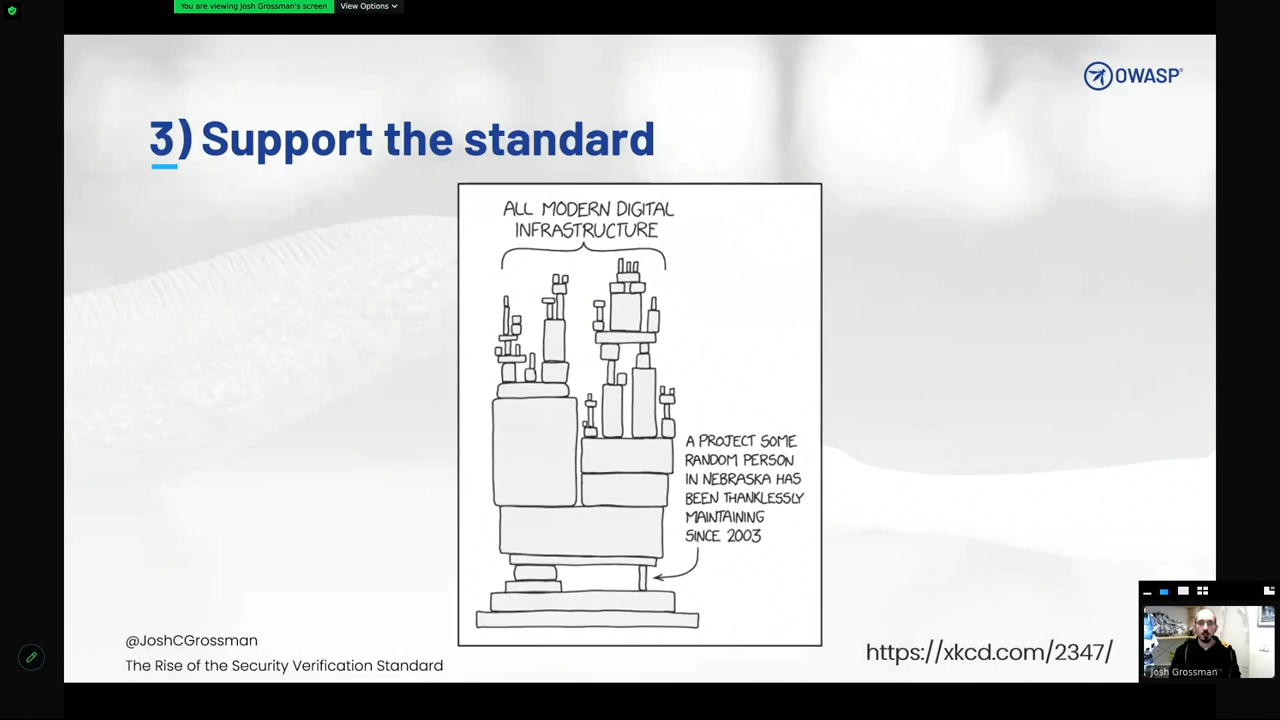 You are viewing Josh Grossman's screen
View Options
OWASP
3) Support the standard
ALL MODERN DIGITAL
INFRASTRUCTURE
A PROJECT SOME
RANDOM PERSON
IN NEBRASKA HAS
BEEN THANKLESSLY
MAINTAINING
SINCE 2003
@JoshCGrossman
The Rise of the Security Verification Standard
https://xkcd.com/2347/
Josh Grossman